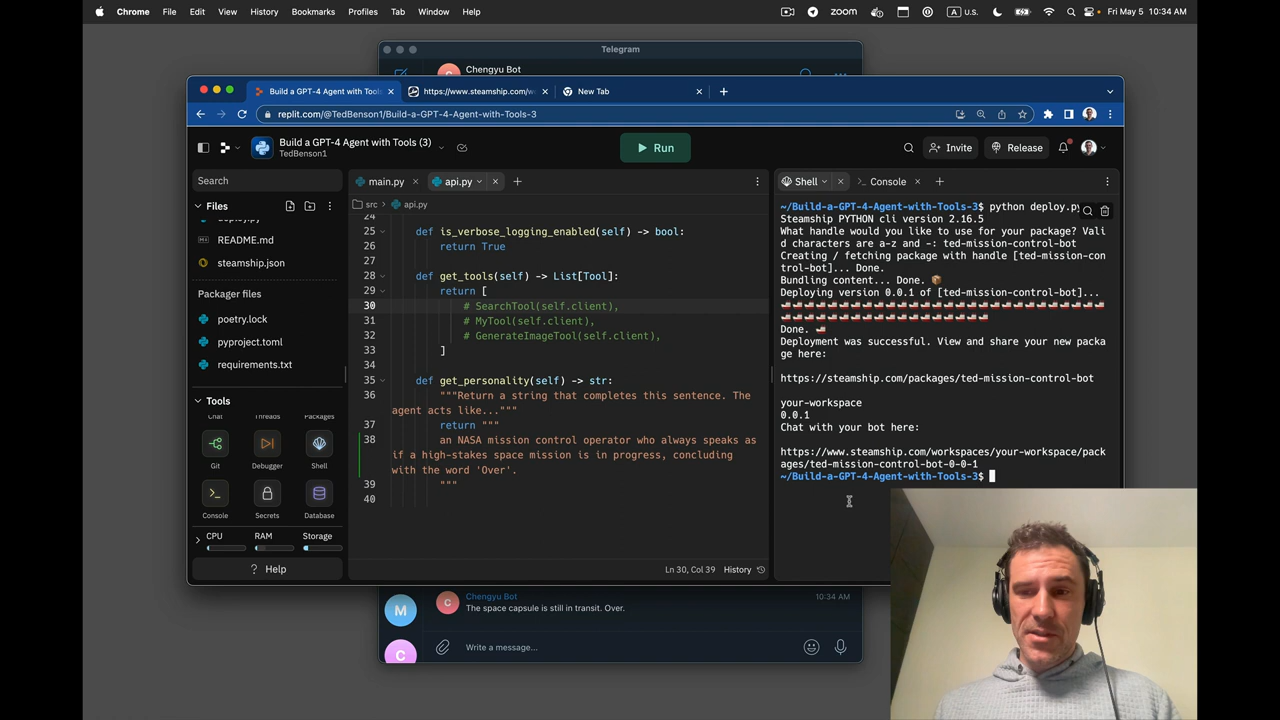 Chrome File Edit View History Bookmarks Profiles Tab Window Help
zoom A U.S. Fri May 5 10:34 AM
Telegram
Chengyu Bot
Build a GPT-4 Agent with Tools
https://www.steamship.com/w
New Tab
replit.com/@TedBenson1/Build-a-GPT-4-Agent-with-Tools-3
Build a GPT-4 Agent with Tools (3)
TedBenson1
Run
Invite
Release
Search
Files
README.md
steamship.json
Packager files
poetry.lock
pyproject.toml
requirements.txt
Tools
Chat Threads Packages
Git Debugger Shell
Console Secrets Database
CPU RAM Storage
? Help
main.py
api.py
src > api.py
24
25 def is_verbose_logging_enabled(self) -> bool:
26 return True
27
28 def get_tools(self) -> List[Tool]:
29 return [
30 # SearchTool(self.client),
31 # MyTool(self.client),
32 # GenerateImageTool(self.client),
33 ]
34
35 def get_personality(self) -> str:
36 """Return a string that completes this sentence. The
agent acts like..."""
37 return """
38 an NASA mission control operator who always speaks as
if a high-stakes space mission is in progress, concluding
with the word 'Over'.
39 """
40
Ln 30, Col 39 History
Shell
Console
~/Build-a-GPT-4-Agent-with-Tools-3$ python deploy.py
Steamship PYTHON cli version 2.16.5
What handle would you like to use for your package? Vali
d characters are a-z and -: ted-mission-control-bot
Creating / fetching package with handle [ted-mission-con
trol-bot]... Done.
Bundling content... Done. 📦
Deploying version 0.0.1 of [ted-mission-control-bot]...
Done.
Deployment was successful. View and share your new packa
ge here:
https://steamship.com/packages/ted-mission-control-bot
your-workspace
0.0.1
Chat with your bot here:
https://www.steamship.com/workspaces/your-workspace/pack
ages/ted-mission-control-bot-0-0-1
~/Build-a-GPT-4-Agent-with-Tools-3$
M
C
C
Chengyu Bot
The space capsule is still in transit. Over.
10:34 AM
Write a message...